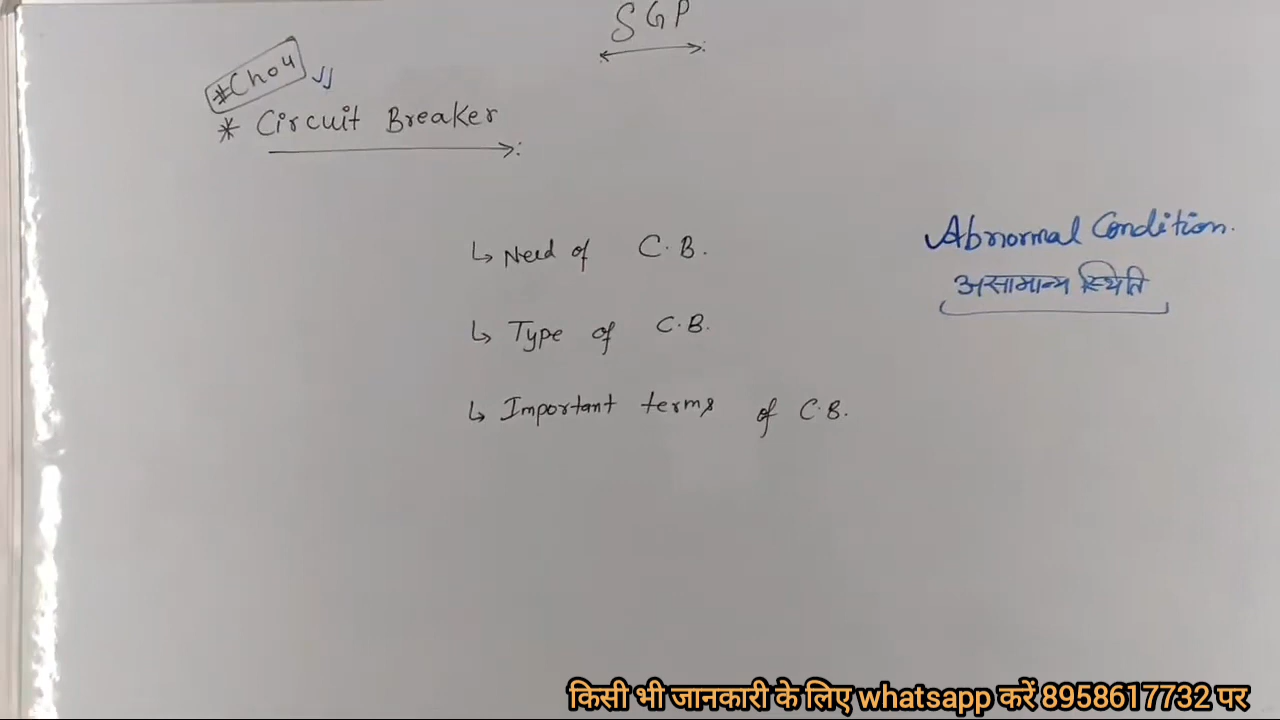 SGP
#Ch04
* Circuit Breaker
↳ Need of C.B.
↳ Type of C.B.
↳ Important terms of C.B.
Abnormal Condition.
असामान्य स्थिति
किसी भी जानकारी के लिए whatsapp करें 8958617732 पर